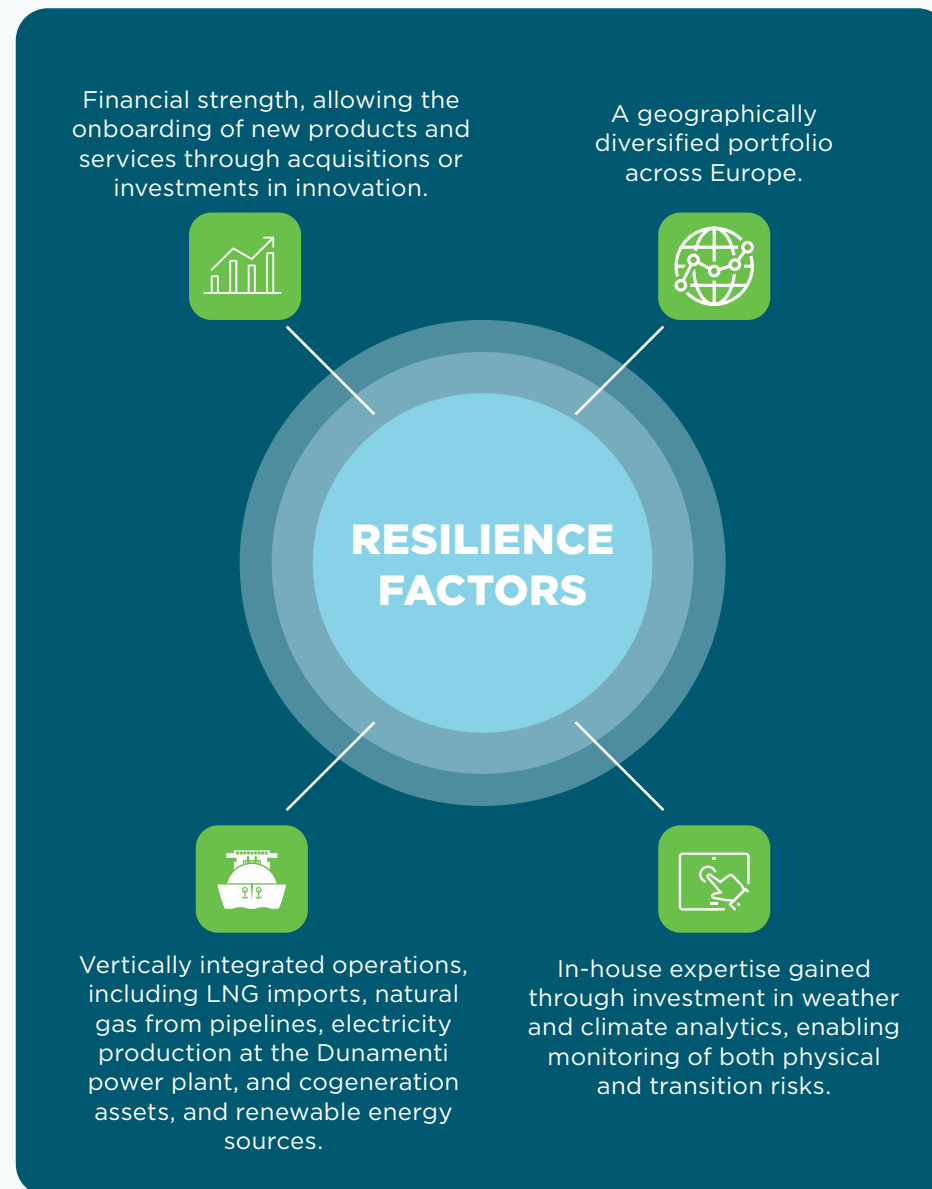 Financial strength, allowing the
onboarding of new products and
services through acquisitions or
investments in innovation.
A geographically
diversified portfolio
across Europe.
RESILIENCE
FACTORS
Vertically integrated operations,
including LNG imports, natural
gas from pipelines, electricity
production at the Dunamenti
power plant, and cogeneration
assets, and renewable energy
sources.
In-house expertise gained
through investment in weather
and climate analytics, enabling
monitoring of both physical
and transition risks.